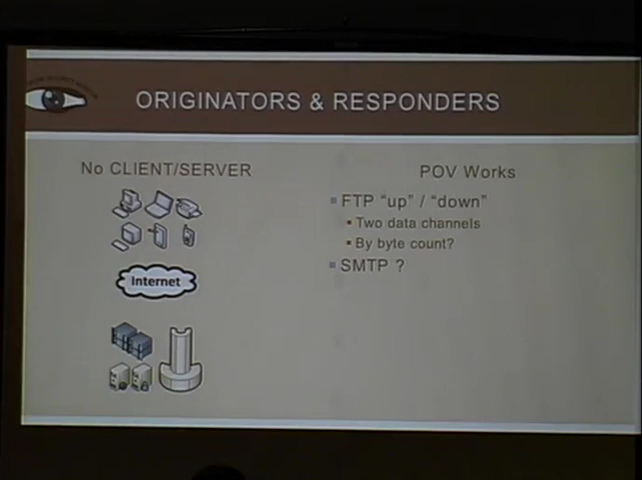 ORIGINATORS & RESPONDERS
No CLIENT/SERVER
Internet
POV Works
FTP "up" / "down"
Two data channels
By byte count?
SMTP ?